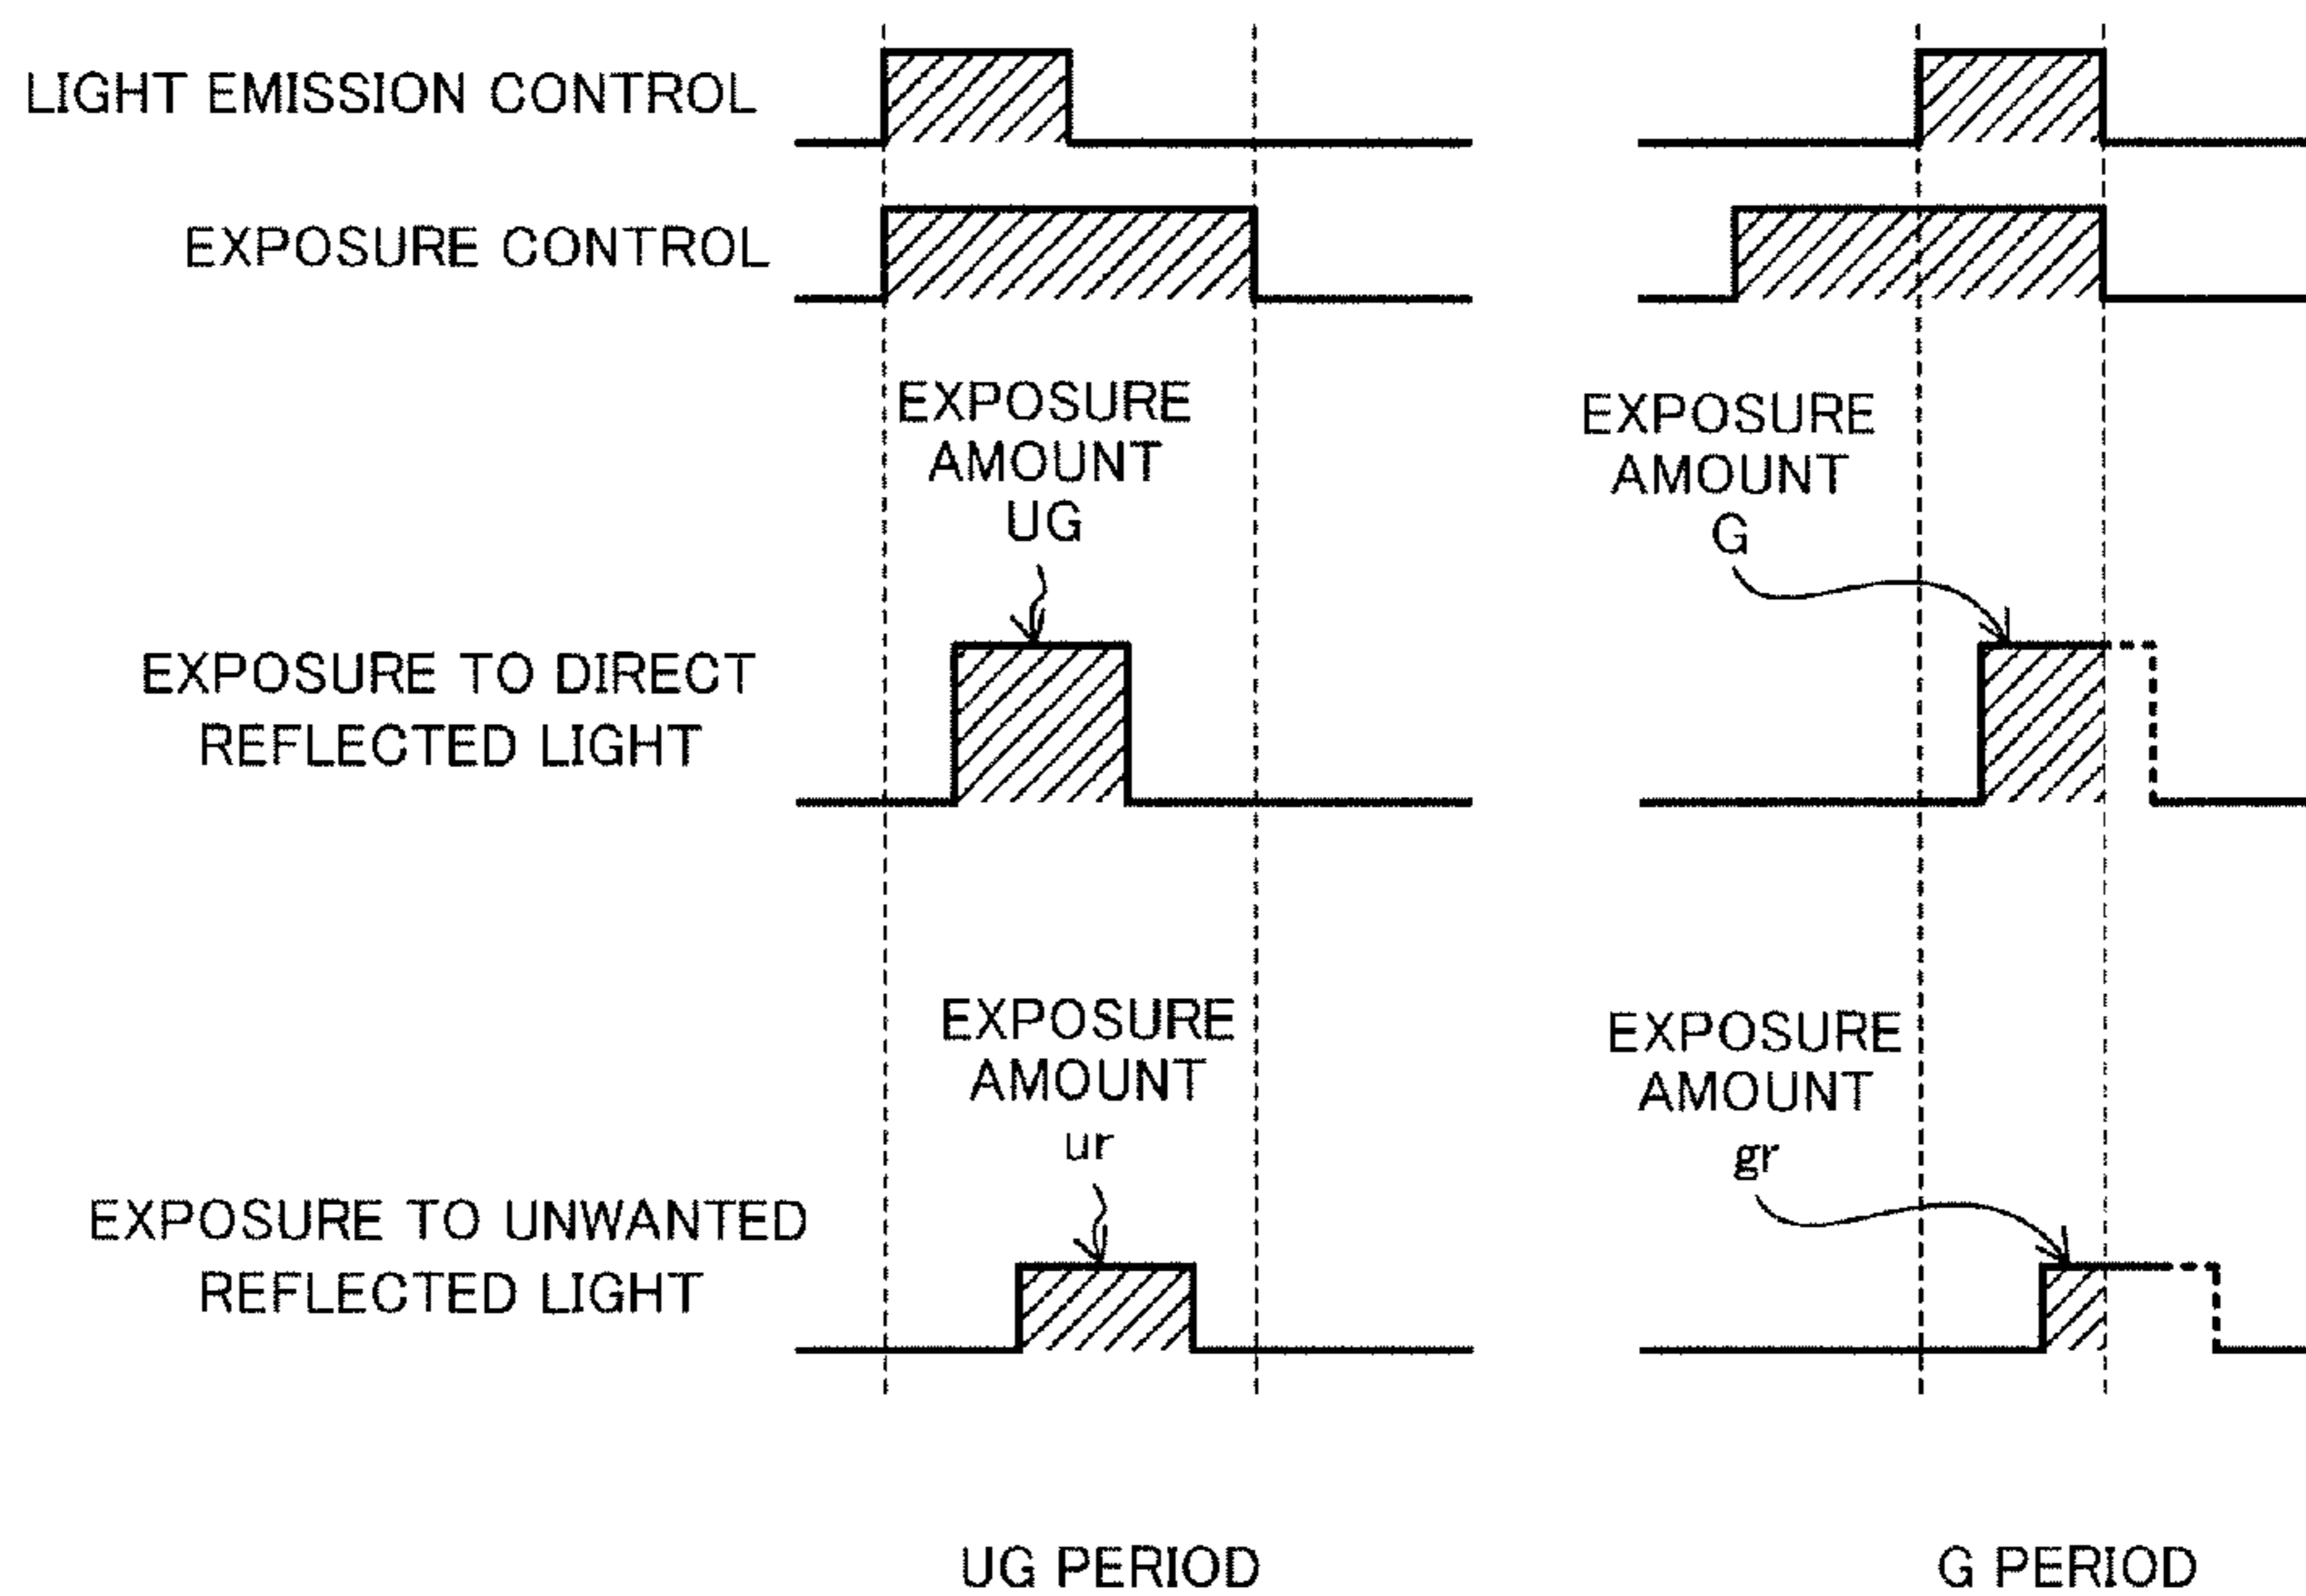 LIGHT EMISSION CONTROL
EXPOSURE CONTROL
EXPOSURE
AMOUNT
UG
EXPOSURE
AMOUNT
G
EXPOSURE TO DIRECT
REFLECTED LIGHT
EXPOSURE
AMOUNT
ur
EXPOSURE
AMOUNT
gr
EXPOSURE TO UNWANTED
REFLECTED LIGHT
UG PERIOD
G PERIOD